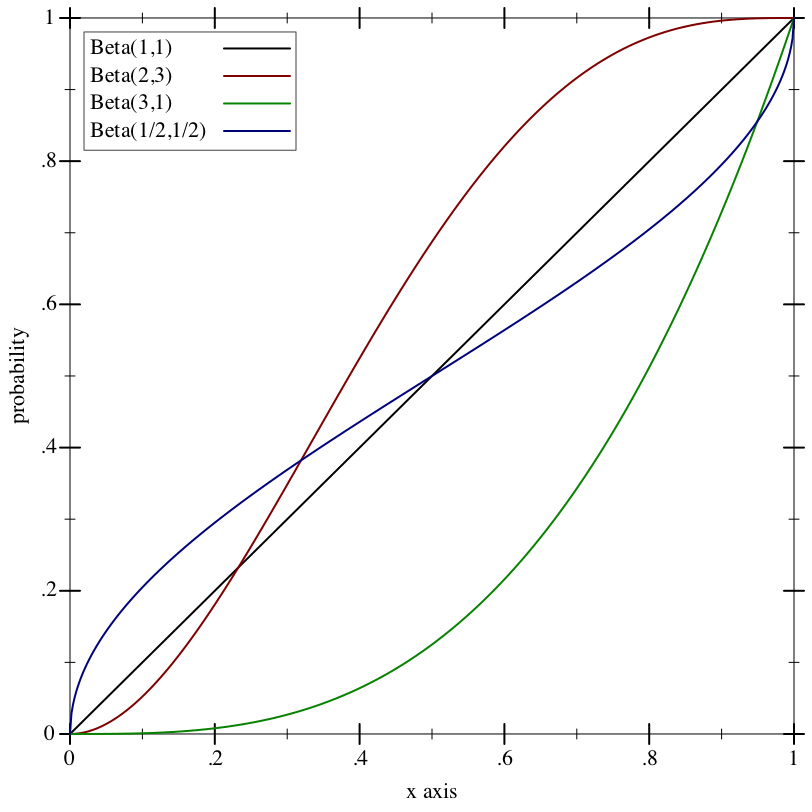 Beta(1,1)
Beta(2,3)
Beta(3,1)
Beta(1/2,1/2)
1
.8
.6
.4
.2
0
probability
0 .2 .4 .6 .8 1
x axis